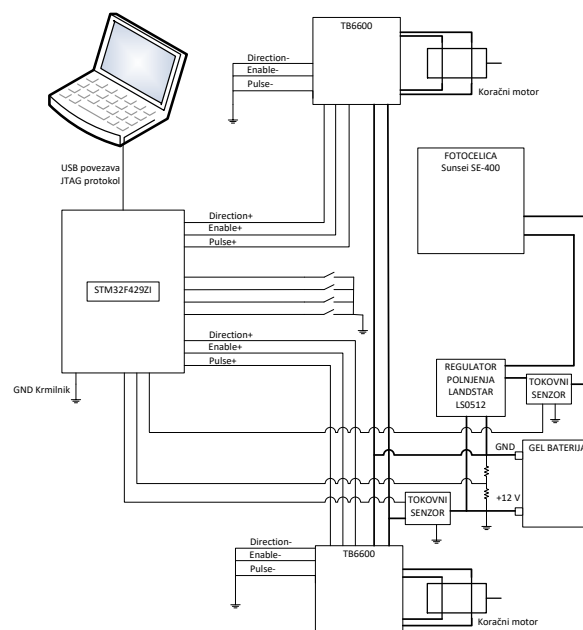 TB6600
Direction-
Enable-
Pulse-
Koračni motor
USB povezava
JTAG protokol
FOTOCELICA
Sunsei SE-400
Direction+
Enable+
Pulse+
STM32F429ZI
Direction+
Enable+
Pulse+
GND Krmilnik
REGULATOR
POLNJENJA
LANDSTAR
LS0512
TOKOVNI
SENZOR
GND
GEL BATERIJA
+12 V
TOKOVNI
SENZOR
Direction-
Enable-
Pulse-
TB6600
Koračni motor